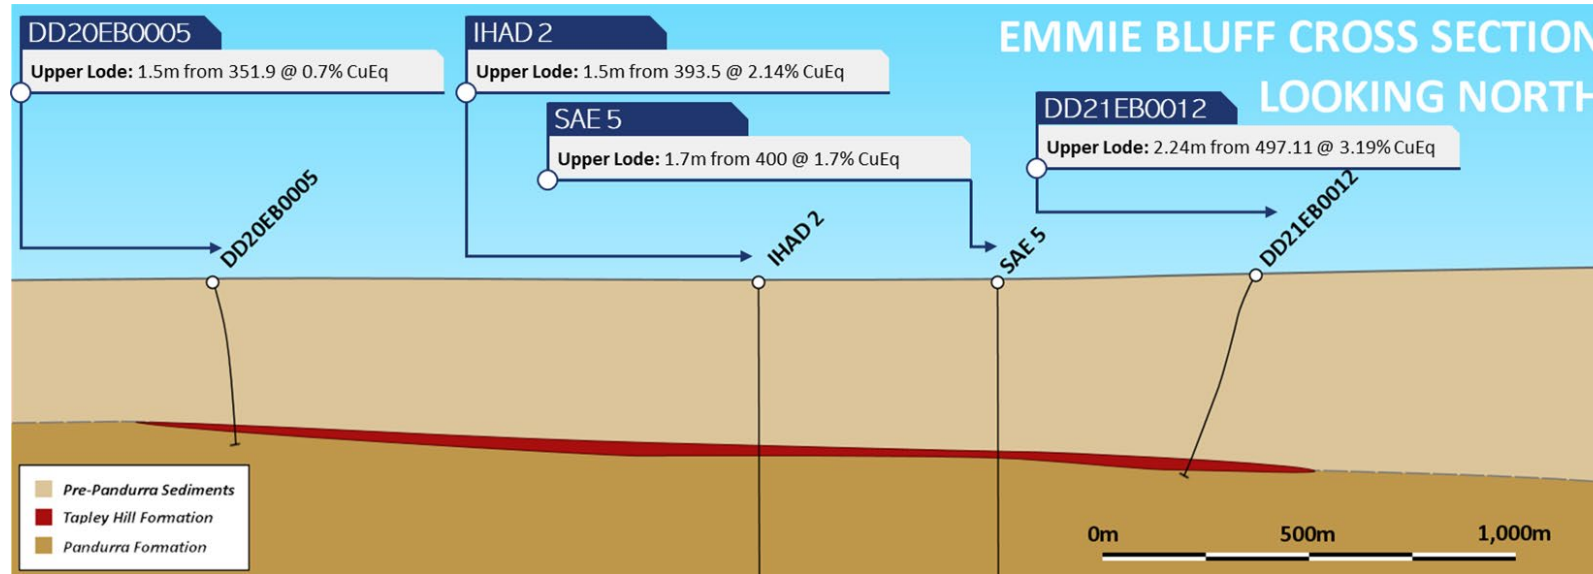 EMMIE BLUFF CROSS SECTION
LOOKING NORTH
DD20EB0005
Upper Lode: 1.5m from 351.9 @ 0.7% CuEq
IHAD 2
Upper Lode: 1.5m from 393.5 @ 2.14% CuEq
SAE 5
Upper Lode: 1.7m from 400 @ 1.7% CuEq
DD21EB0012
Upper Lode: 2.24m from 497.11 @ 3.19% CuEq
DD20EB0005
IHAD 2
SAE 5
DD21EB0012
Pre-Pandurra Sediments
Tapley Hill Formation
Pandurra Formation
0m 500m 1,000m